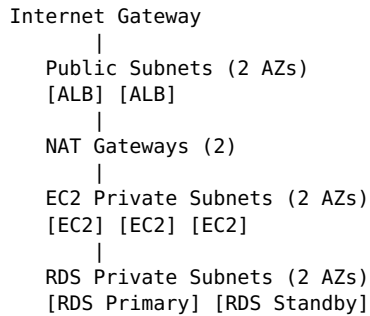 Internet Gateway
|
Public Subnets (2 AZs)
[ALB] [ALB]
|
NAT Gateways (2)
|
EC2 Private Subnets (2 AZs)
[EC2] [EC2] [EC2]
|
RDS Private Subnets (2 AZs)
[RDS Primary] [RDS Standby]